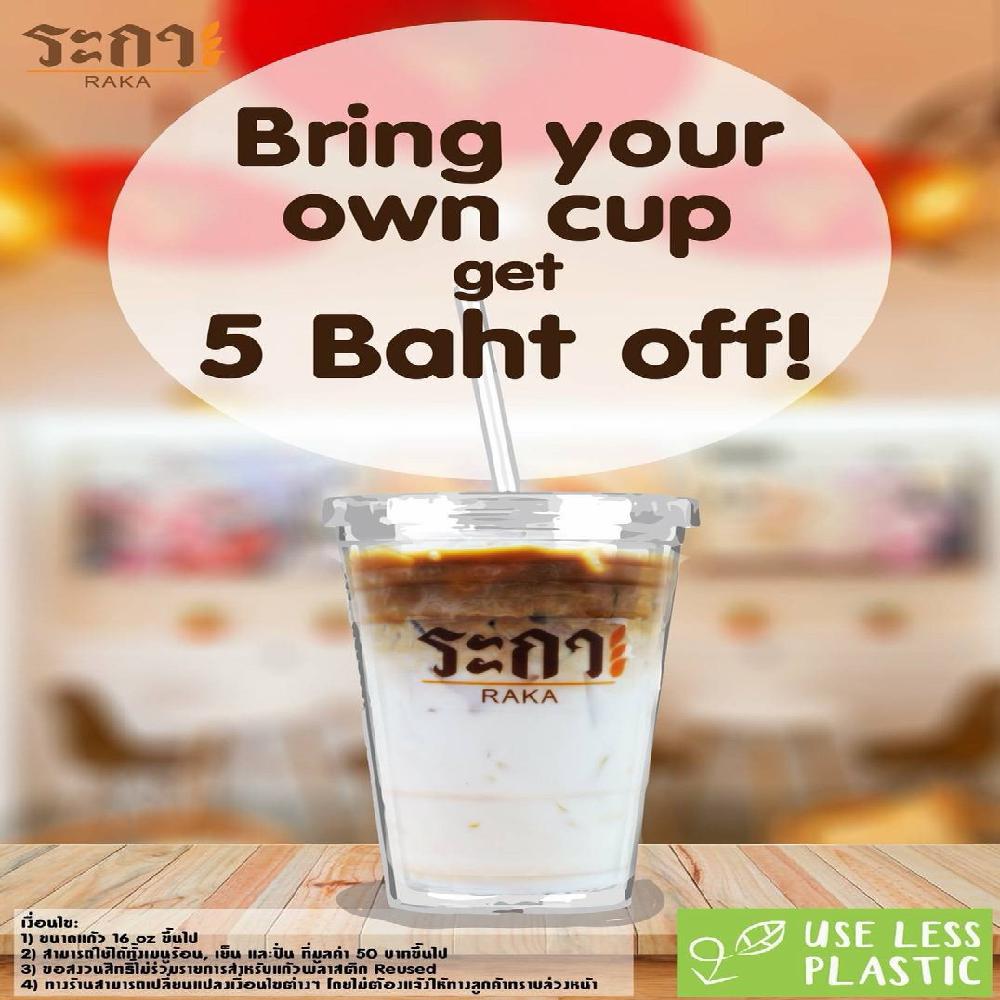 ระกา
RAKA
Bring your
own cup
get
5 Baht off!
ระกา
RAKA
เงื่อนไข:
1) ขนาดแก้ว 16 oz ขึ้นไป
2) สามารถใช้ได้ทั้งเมนูร้อน, เย็น และปั่น ที่มูลค่า 50 บาทขึ้นไป
3) ขอสงวนสิทธิ์ไม่ร่วมรายการสำหรับแก้วพลาสติก Reused
4) ทางร้านสามารถเปลี่ยนแปลงเงื่อนไขต่างๆ โดยไม่ต้องแจ้งให้ทางลูกค้าทราบล่วงหน้า
USE LESS
PLASTIC